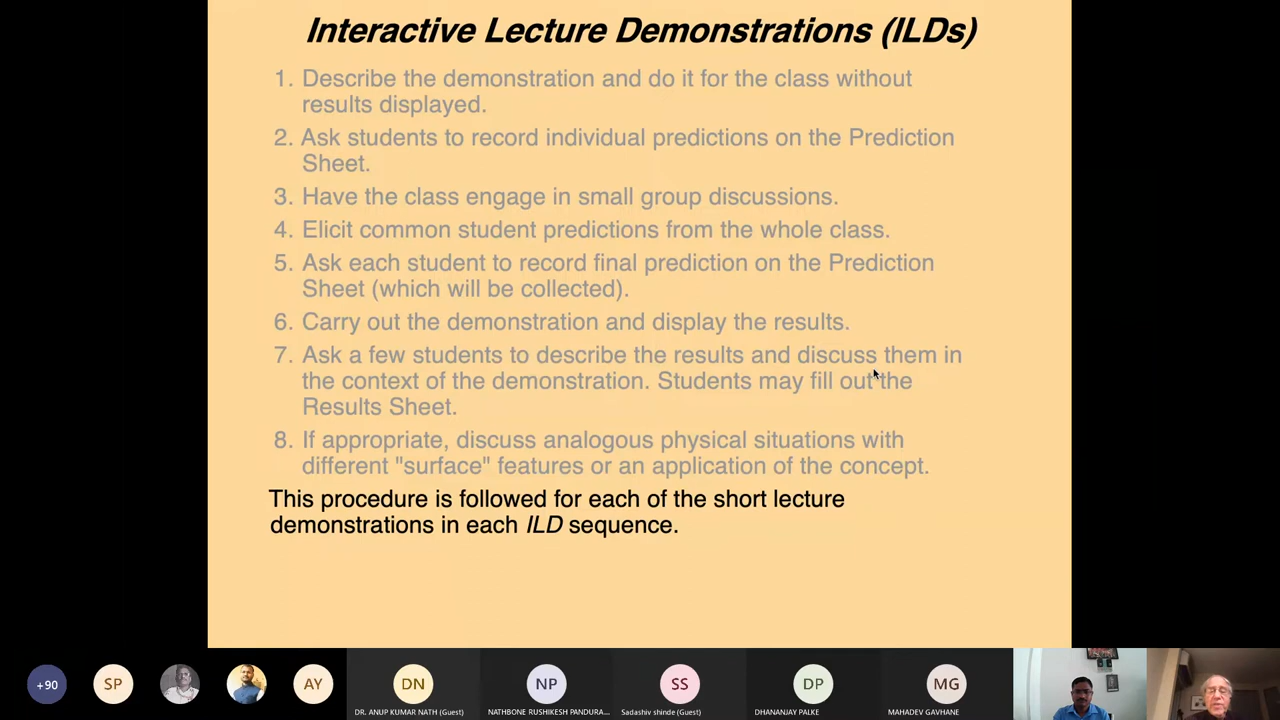 Interactive Lecture Demonstrations (ILDs)
1. Describe the demonstration and do it for the class without
results displayed.
2. Ask students to record individual predictions on the Prediction
Sheet.
3. Have the class engage in small group discussions.
4. Elicit common student predictions from the whole class.
5. Ask each student to record final prediction on the Prediction
Sheet (which will be collected).
6. Carry out the demonstration and display the results.
7. Ask a few students to describe the results and discuss them in
the context of the demonstration. Students may fill out the
Results Sheet.
8. If appropriate, discuss analogous physical situations with
different "surface" features or an application of the concept.
This procedure is followed for each of the short lecture
demonstrations in each ILD sequence.
+90 SP AY DN NP SS DP MG
DR. ANUP KUMAR NATH (Guest) NATHBONE RUSHIKESH PANDURA... Sadashiv shinde (Guest) DHANANJAY PALKE MAHADEV GAVHANE